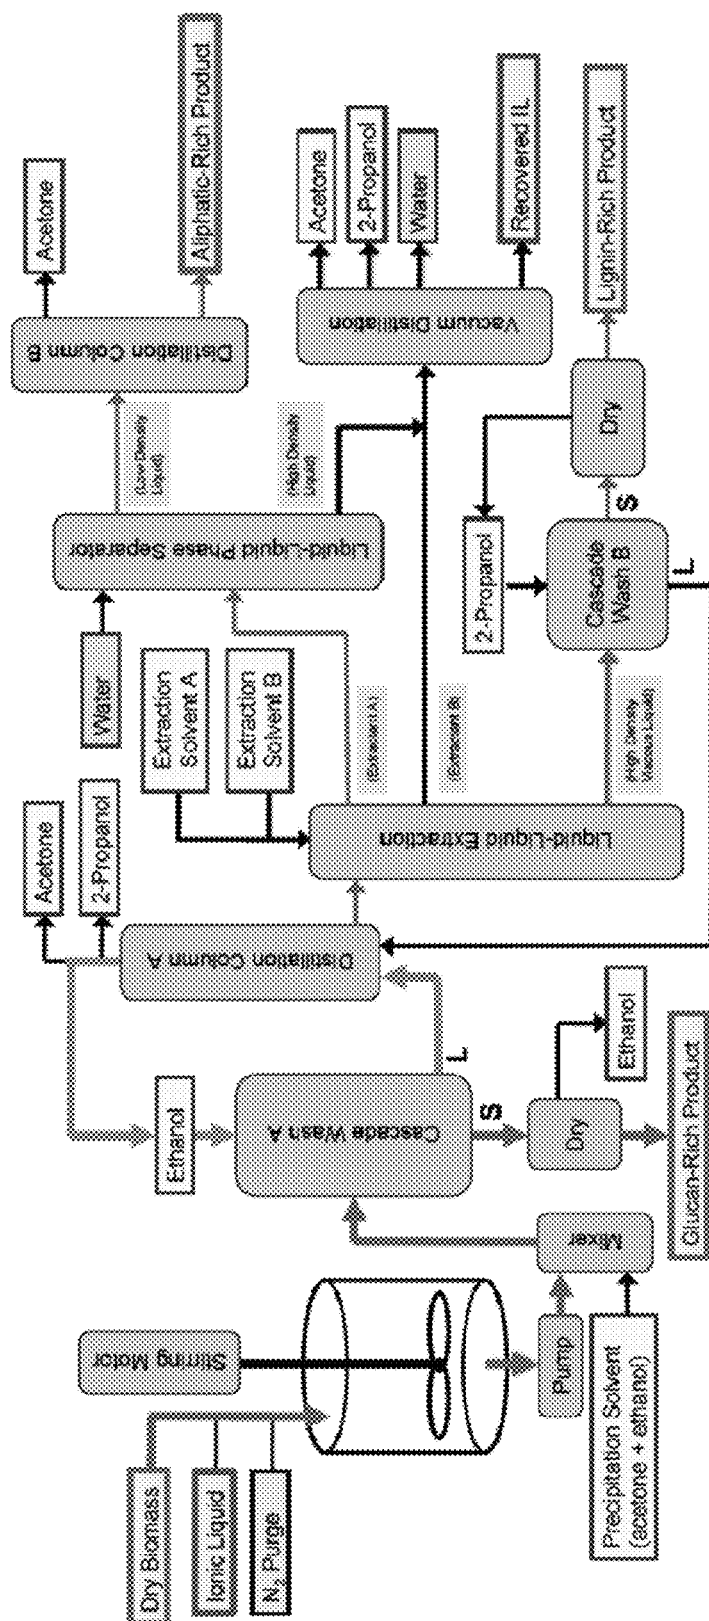 Dry Biomass
Ionic Liquid
N2 Purge
Stirring Motor
Pump
Precipitation Solvent
(acetone + ethanol)
Mixer
Ethanol
Cascade Wash A
L
S
Dry
Ethanol
Glucan-Rich Product
Acetone
2-Propanol
Distillation Column A
Water
Extraction
Solvent A
Extraction
Solvent B
Liquid-Liquid Extraction
(Extractant A)
(Extractant B)
(High Density
Viscous Liquid)
Liquid-Liquid Phase Separator
(Low Density
Liquid)
(High Density
Liquid)
2-Propanol
Cascade
Wash B
L
S
Dry
Lignin-Rich Product
Distillation Column B
Acetone
Aliphatic-Rich Product
Vacuum Distillation
Acetone
2-Propanol
Water
Recovered IL